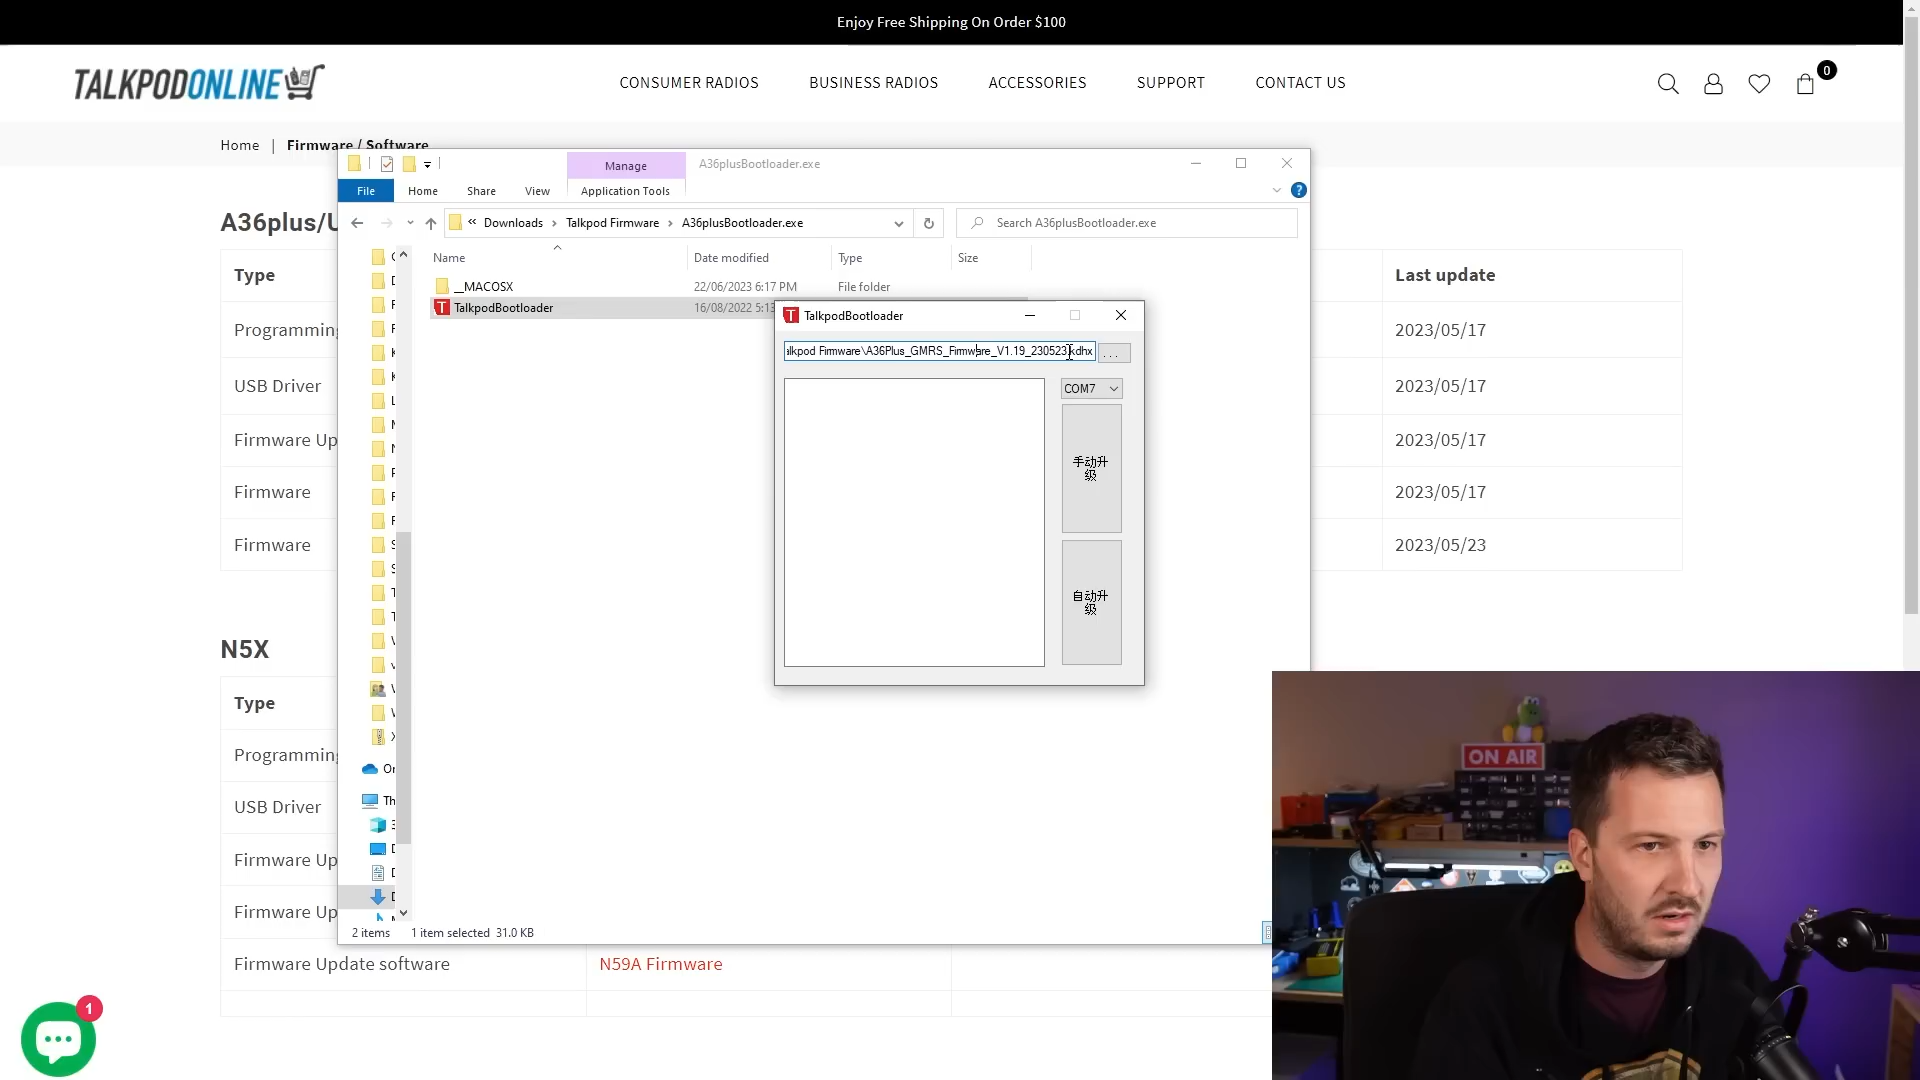 Enjoy Free Shipping On Order $100
TALKPODONLINE
CONSUMER RADIOS
BUSINESS RADIOS
ACCESSORIES
SUPPORT
CONTACT US
0
Home | Firmware / Software
Manage
A36plusBootloader.exe
File
Home
Share
View
Application Tools
« Downloads › Talkpod Firmware › A36plusBootloader.exe
Search A36plusBootloader.exe
Name
Date modified
Type
Size
__MACOSX
22/06/2023 6:17 PM
File folder
TalkpodBootloader
16/08/2022 5:13
2 items
1 item selected 31.0 KB
TalkpodBootloader
alkpod Firmware\A36Plus_GMRS_Firmware_V1.19_230523.kdhx
...
COM7
手动升
级
自动升
级
A36plus/U
Type
Last update
Programming
2023/05/17
USB Driver
2023/05/17
Firmware Up
2023/05/17
Firmware
2023/05/17
Firmware
2023/05/23
N5X
Type
Programming
USB Driver
Firmware Up
Firmware Up
Firmware Update software
N59A Firmware
1
ON AIR